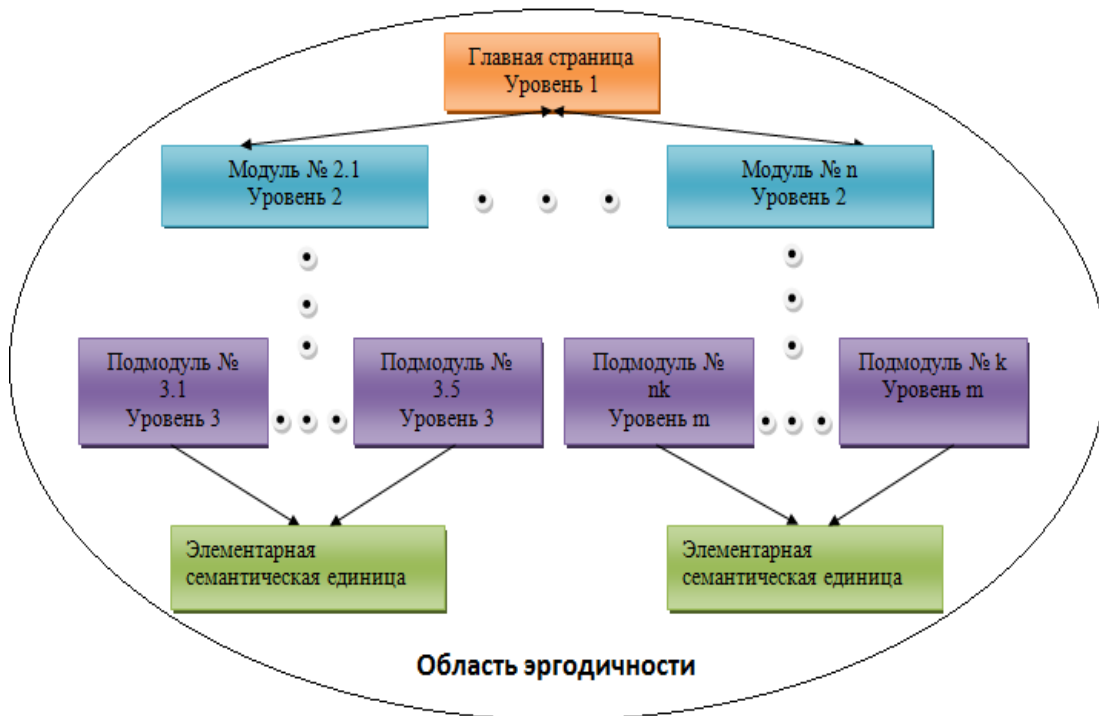 Главная страница
Уровень 1
Модуль № 2.1
Уровень 2
Модуль № n
Уровень 2
Подмодуль №
3.1
Уровень 3
Подмодуль №
3.5
Уровень 3
Подмодуль №
nk
Уровень m
Подмодуль № k
Уровень m
Элементарная
семантическая единица
Элементарная
семантическая единица
Область эргодичности